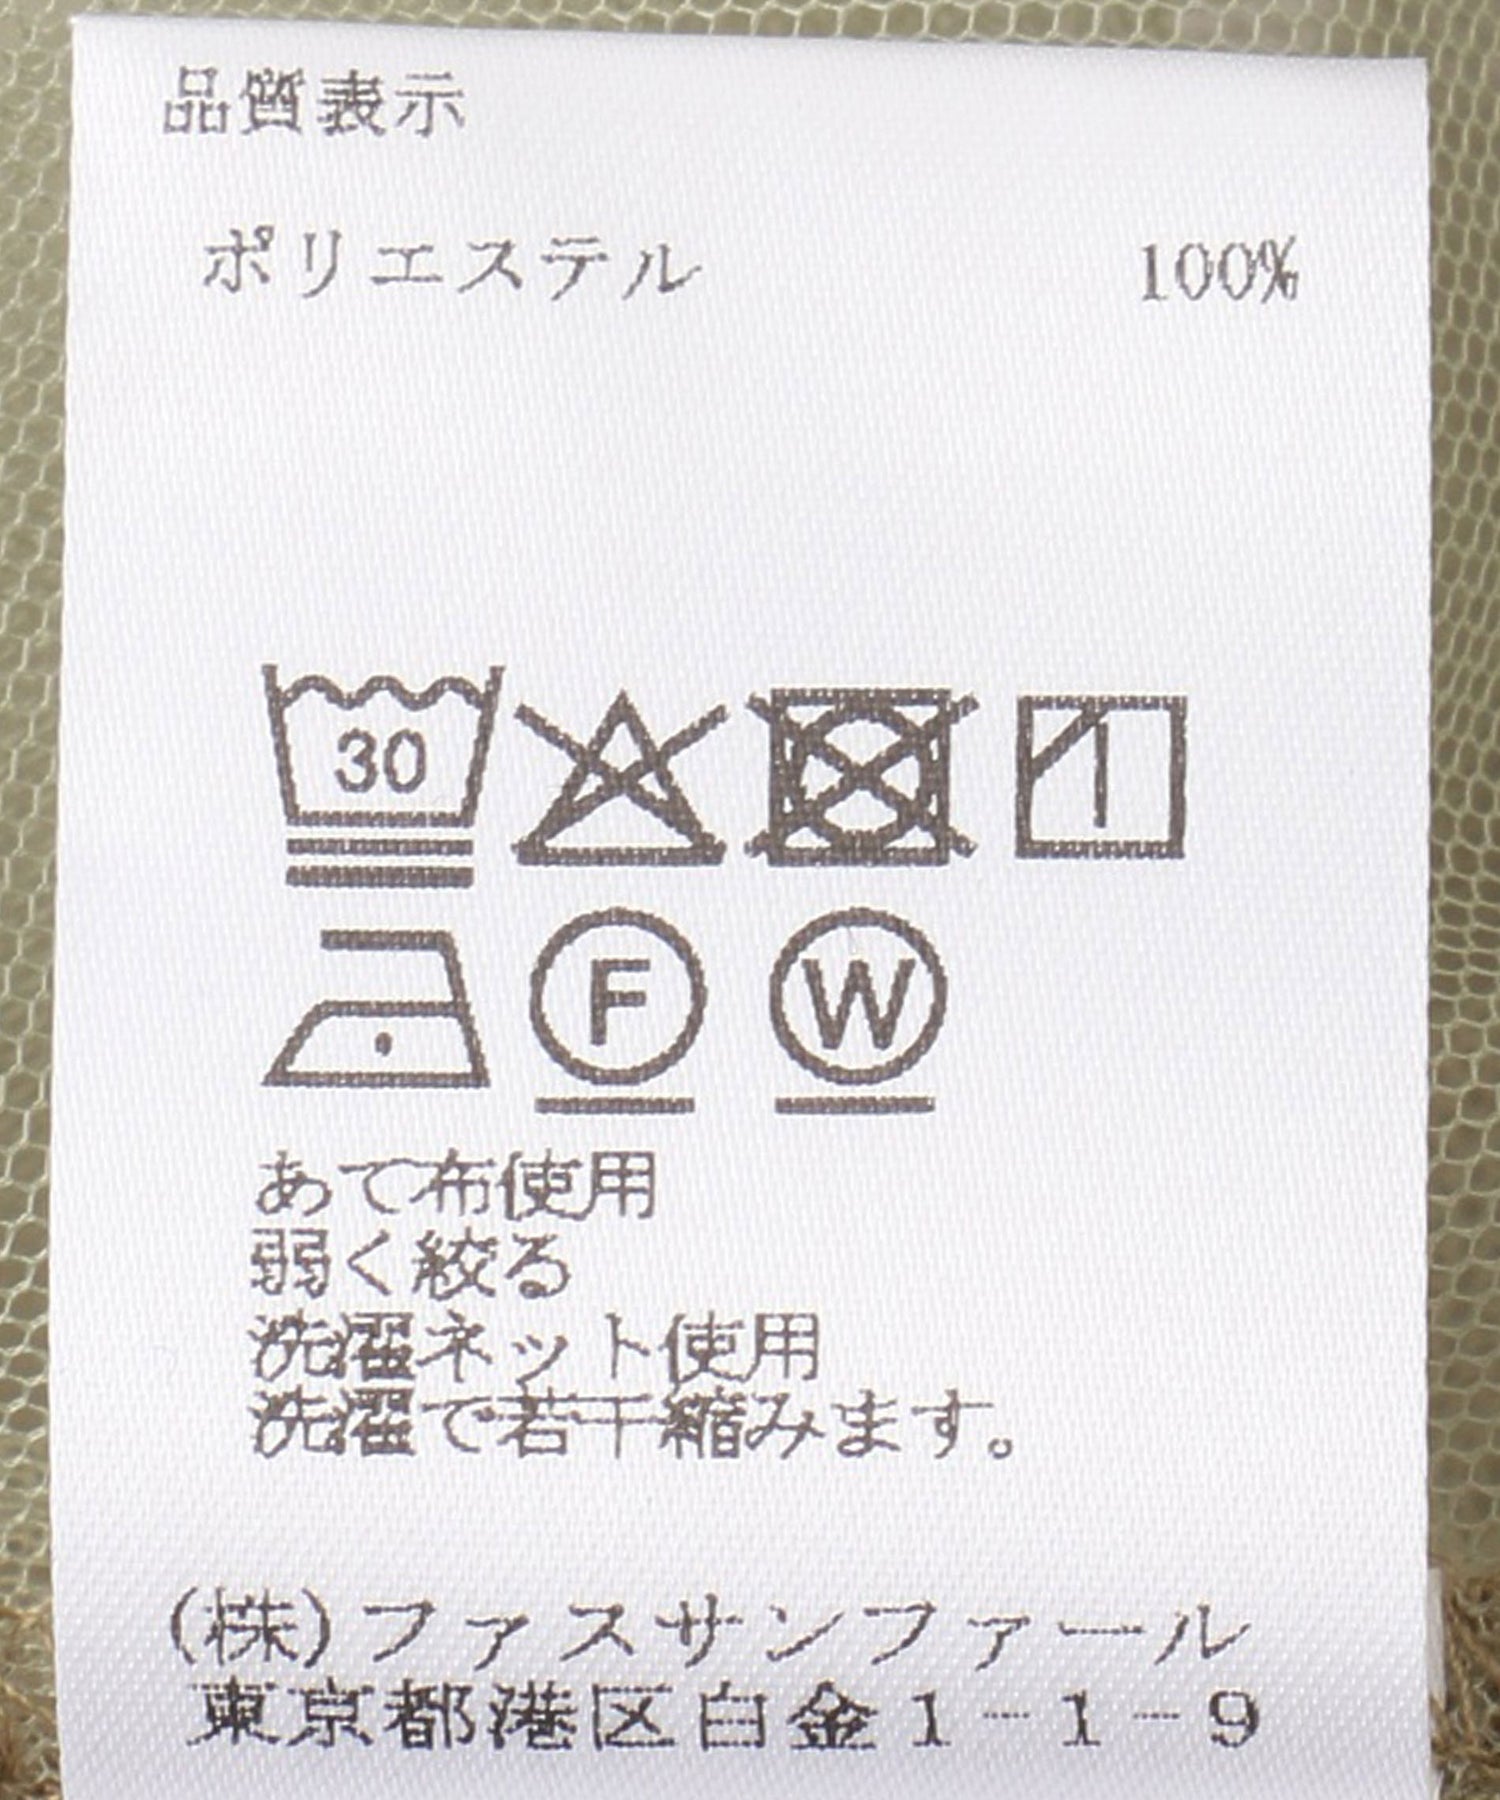 品質表示
ポリエステル 100%
30
F W
あて布使用
弱く絞る
洗濯ネット使用
洗濯で若干縮みます。
(株)ファスサンファール
東京都港区白金1-1-9